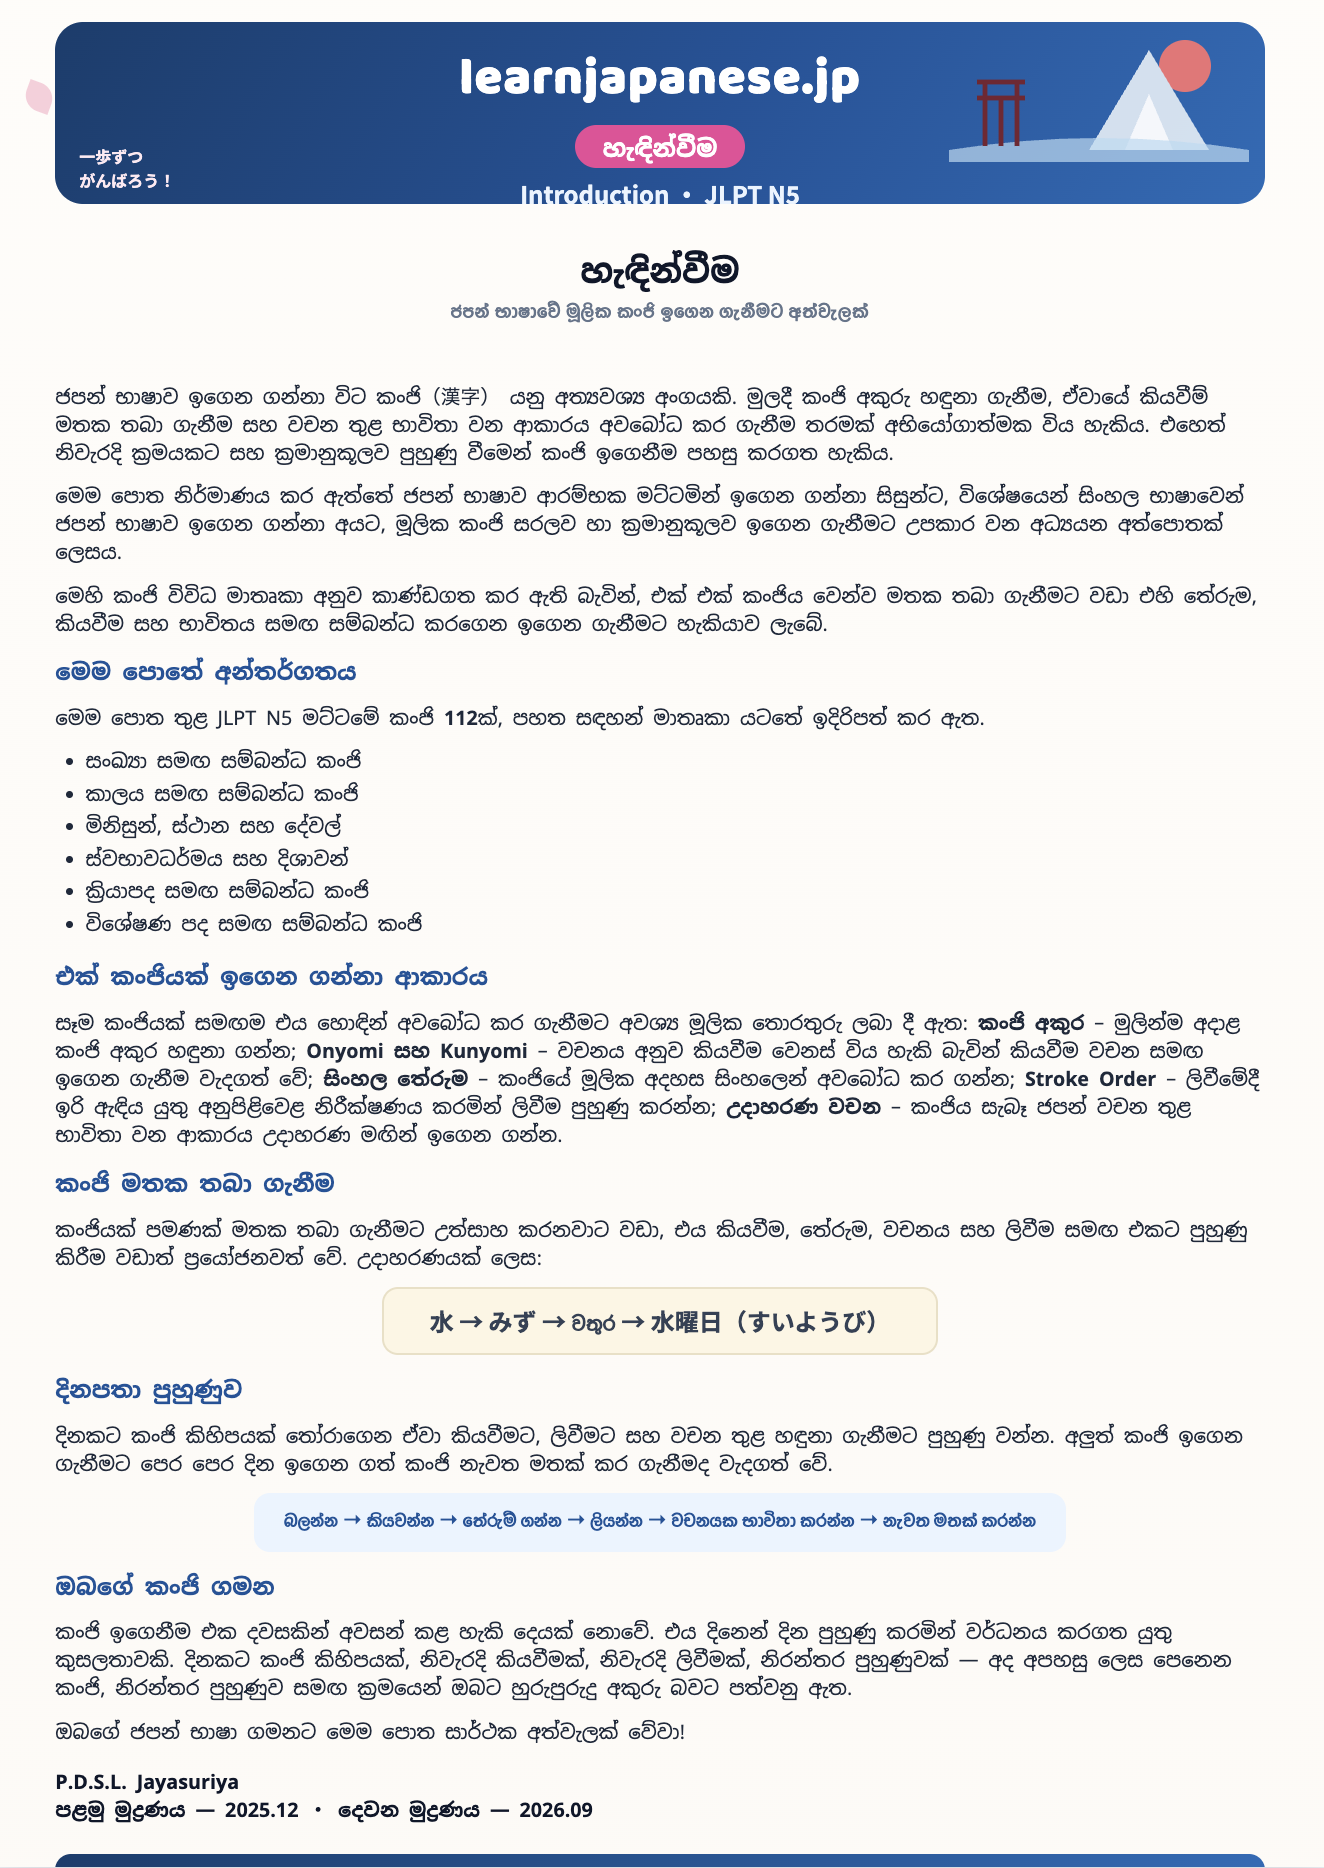 learnjapanese.jp
හැඳින්වීම
一歩ずつ
がんばろう！
Introduction • JLPT N5
හැඳින්වීම
ජපන් භාෂාවේ මූලික කංජි ඉගෙන ගැනීමට අත්වැලක්
ජපන් භාෂාව ඉගෙන ගන්නා විට කංජි（漢字） යනු අත්‍යවශ්‍ය අංගයකි. මුලදී කංජි අකුරු හඳුනා ගැනීම, ඒවායේ කියවීම්
මතක තබා ගැනීම සහ වචන තුළ භාවිතා වන ආකාරය අවබෝධ කර ගැනීම තරමක් අභියෝගාත්මක විය හැකිය. එහෙත්
නිවැරදි ක්‍රමයකට සහ ක්‍රමානුකූලව පුහුණු වීමෙන් කංජි ඉගෙනීම පහසු කරගත හැකිය.
මෙම පොත නිර්මාණය කර ඇත්තේ ජපන් භාෂාව ආරම්භක මට්ටමින් ඉගෙන ගන්නා සිසුන්ට, විශේෂයෙන් සිංහල භාෂාවෙන්
ජපන් භාෂාව ඉගෙන ගන්නා අයට, මූලික කංජි සරලව හා ක්‍රමානුකූලව ඉගෙන ගැනීමට උපකාර වන අධ්‍යයන අත්පොතක්
ලෙසය.
මෙහි කංජි විවිධ මාතෘකා අනුව කාණ්ඩගත කර ඇති බැවින්, එක් එක් කංජිය වෙන්ව මතක තබා ගැනීමට වඩා එහි තේරුම,
කියවීම සහ භාවිතය සමඟ සම්බන්ධ කරගෙන ඉගෙන ගැනීමට හැකියාව ලැබේ.
මෙම පොතේ අන්තර්ගතය
මෙම පොත තුළ JLPT N5 මට්ටමේ කංජි 112ක්, පහත සඳහන් මාතෘකා යටතේ ඉදිරිපත් කර ඇත.
• සංඛ්‍යා සමඟ සම්බන්ධ කංජි
• කාලය සමඟ සම්බන්ධ කංජි
• මිනිසුන්, ස්ථාන සහ දේවල්
• ස්වභාවධර්මය සහ දිශාවන්
• ක්‍රියාපද සමඟ සම්බන්ධ කංජි
• විශේෂණ පද සමඟ සම්බන්ධ කංජි
එක් කංජියක් ඉගෙන ගන්නා ආකාරය
සෑම කංජියක් සමඟම එය හොඳින් අවබෝධ කර ගැනීමට අවශ්‍ය මූලික තොරතුරු ලබා දී ඇත: කංජි අකුර – මුලින්ම අදාළ
කංජි අකුර හඳුනා ගන්න; Onyomi සහ Kunyomi – වචනය අනුව කියවීම වෙනස් විය හැකි බැවින් කියවීම වචන සමඟ
ඉගෙන ගැනීම වැදගත් වේ; සිංහල තේරුම – කංජියේ මූලික අදහස සිංහලෙන් අවබෝධ කර ගන්න; Stroke Order – ලිවීමේදී
ඉරි ඇඳිය යුතු අනුපිළිවෙළ නිරීක්ෂණය කරමින් ලිවීම පුහුණු කරන්න; උදාහරණ වචන – කංජිය සැබෑ ජපන් වචන තුළ
භාවිතා වන ආකාරය උදාහරණ මඟින් ඉගෙන ගන්න.
කංජි මතක තබා ගැනීම
කංජියක් පමණක් මතක තබා ගැනීමට උත්සාහ කරනවාට වඩා, එය කියවීම, තේරුම, වචනය සහ ලිවීම සමඟ එකට පුහුණු
කිරීම වඩාත් ප්‍රයෝජනවත් වේ. උදාහරණයක් ලෙස:
水 → みず → වතුර → 水曜日（すいようび）
දිනපතා පුහුණුව
දිනකට කංජි කිහිපයක් තෝරාගෙන ඒවා කියවීමට, ලිවීමට සහ වචන තුළ හඳුනා ගැනීමට පුහුණු වන්න. අලුත් කංජි ඉගෙන
ගැනීමට පෙර පෙර දින ඉගෙන ගත් කංජි නැවත මතක් කර ගැනීමද වැදගත් වේ.
බලන්න → කියවන්න → තේරුම් ගන්න → ලියන්න → වචනයක භාවිතා කරන්න → නැවත මතක් කරන්න
ඔබගේ කංජි ගමන
කංජි ඉගෙනීම එක දවසකින් අවසන් කළ හැකි දෙයක් නොවේ. එය දිනෙන් දින පුහුණු කරමින් වර්ධනය කරගත යුතු
කුසලතාවකි. දිනකට කංජි කිහිපයක්, නිවැරදි කියවීමක්, නිවැරදි ලිවීමක්, නිරන්තර පුහුණුවක් — අද අපහසු ලෙස පෙනෙන
කංජි, නිරන්තර පුහුණුව සමඟ ක්‍රමයෙන් ඔබට හුරුපුරුදු අකුරු බවට පත්වනු ඇත.
ඔබගේ ජපන් භාෂා ගමනට මෙම පොත සාර්ථක අත්වැලක් වේවා!
P.D.S.L. Jayasuriya
පළමු මුද්‍රණය — 2025.12 • දෙවන මුද්‍රණය — 2026.09